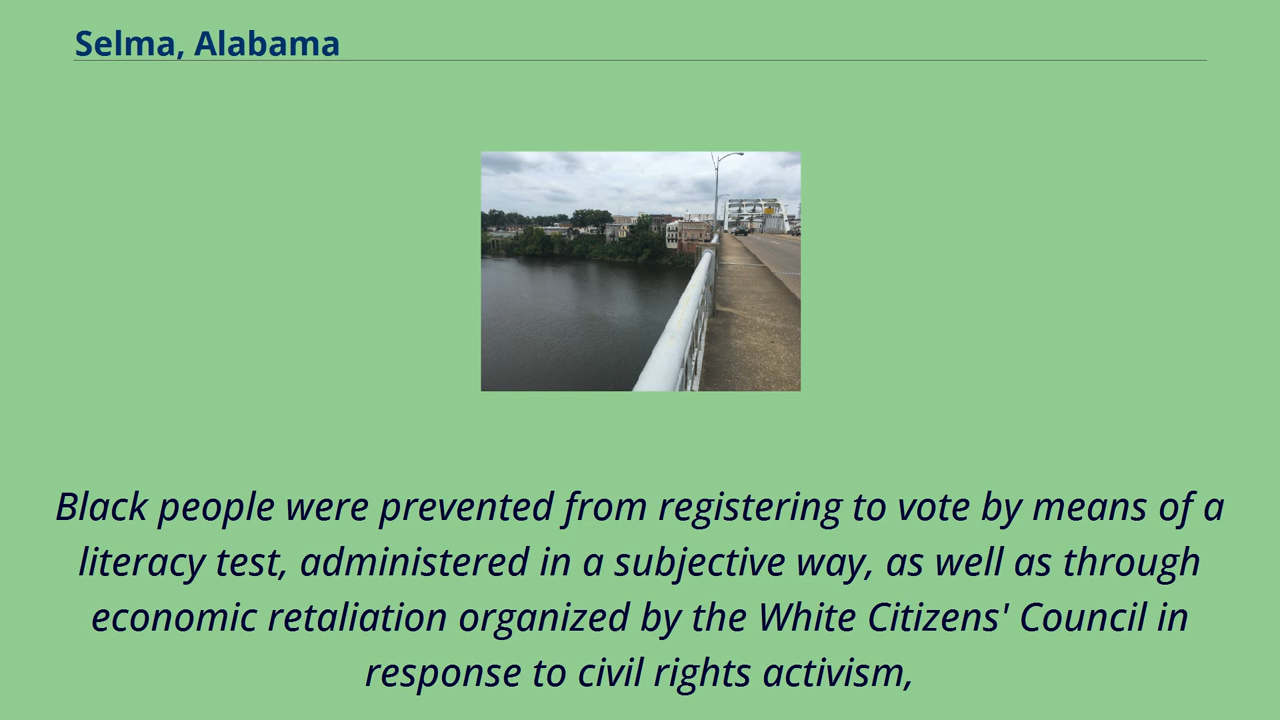 Selma, Alabama
Black people were prevented from registering to vote by means of a
literacy test, administered in a subjective way, as well as through
economic retaliation organized by the White Citizens' Council in
response to civil rights activism,